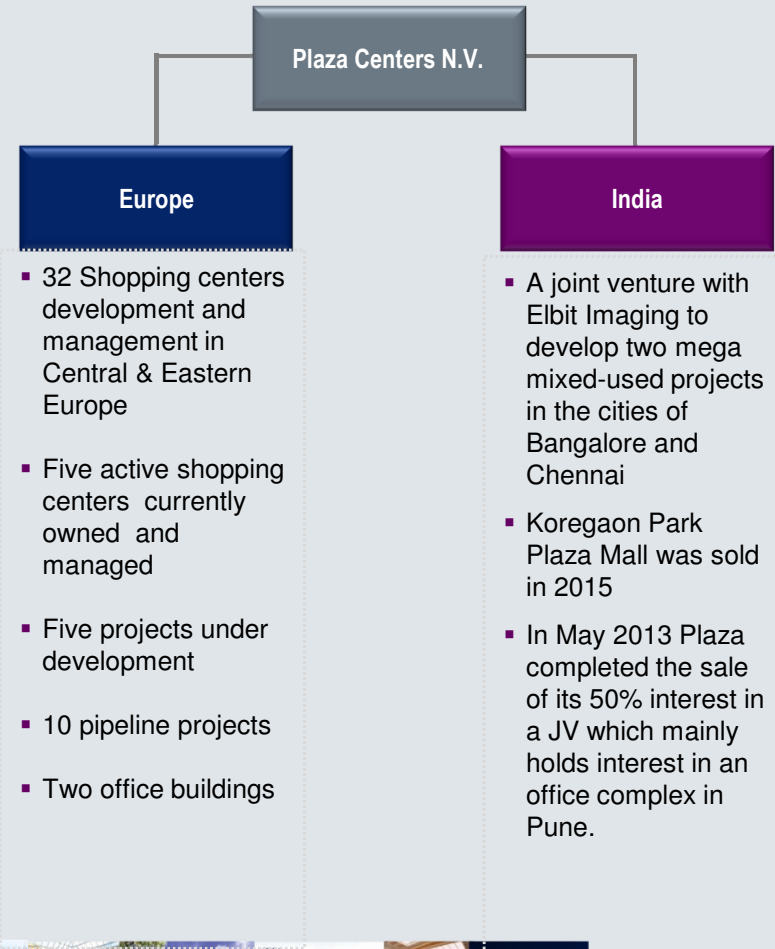 Plaza Centers N.V.
Europe
▪ 32 Shopping centers
development and
management in
Central & Eastern
Europe
▪ Five active shopping
centers currently
owned and
managed
▪ Five projects under
development
▪ 10 pipeline projects
▪ Two office buildings
India
▪ A joint venture with
Elbit Imaging to
develop two mega
mixed-used projects
in the cities of
Bangalore and
Chennai
▪ Koregaon Park
Plaza Mall was sold
in 2015
▪ In May 2013 Plaza
completed the sale
of its 50% interest in
a JV which mainly
holds interest in an
office complex in
Pune.